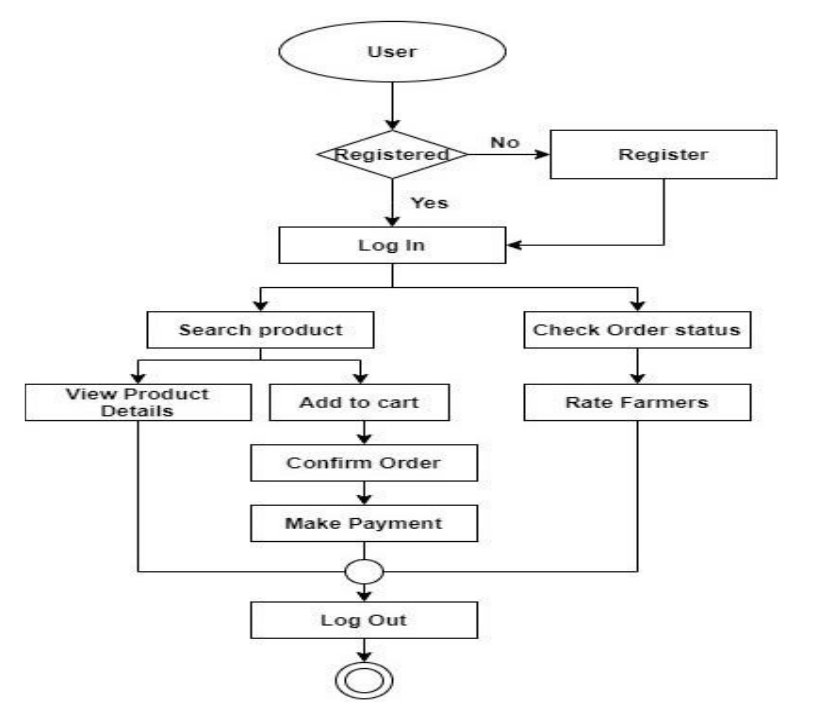 User
Registered
No
Register
Yes
Log In
Search product
Check Order status
View Product
Details
Add to cart
Rate Farmers
Confirm Order
Make Payment
Log Out